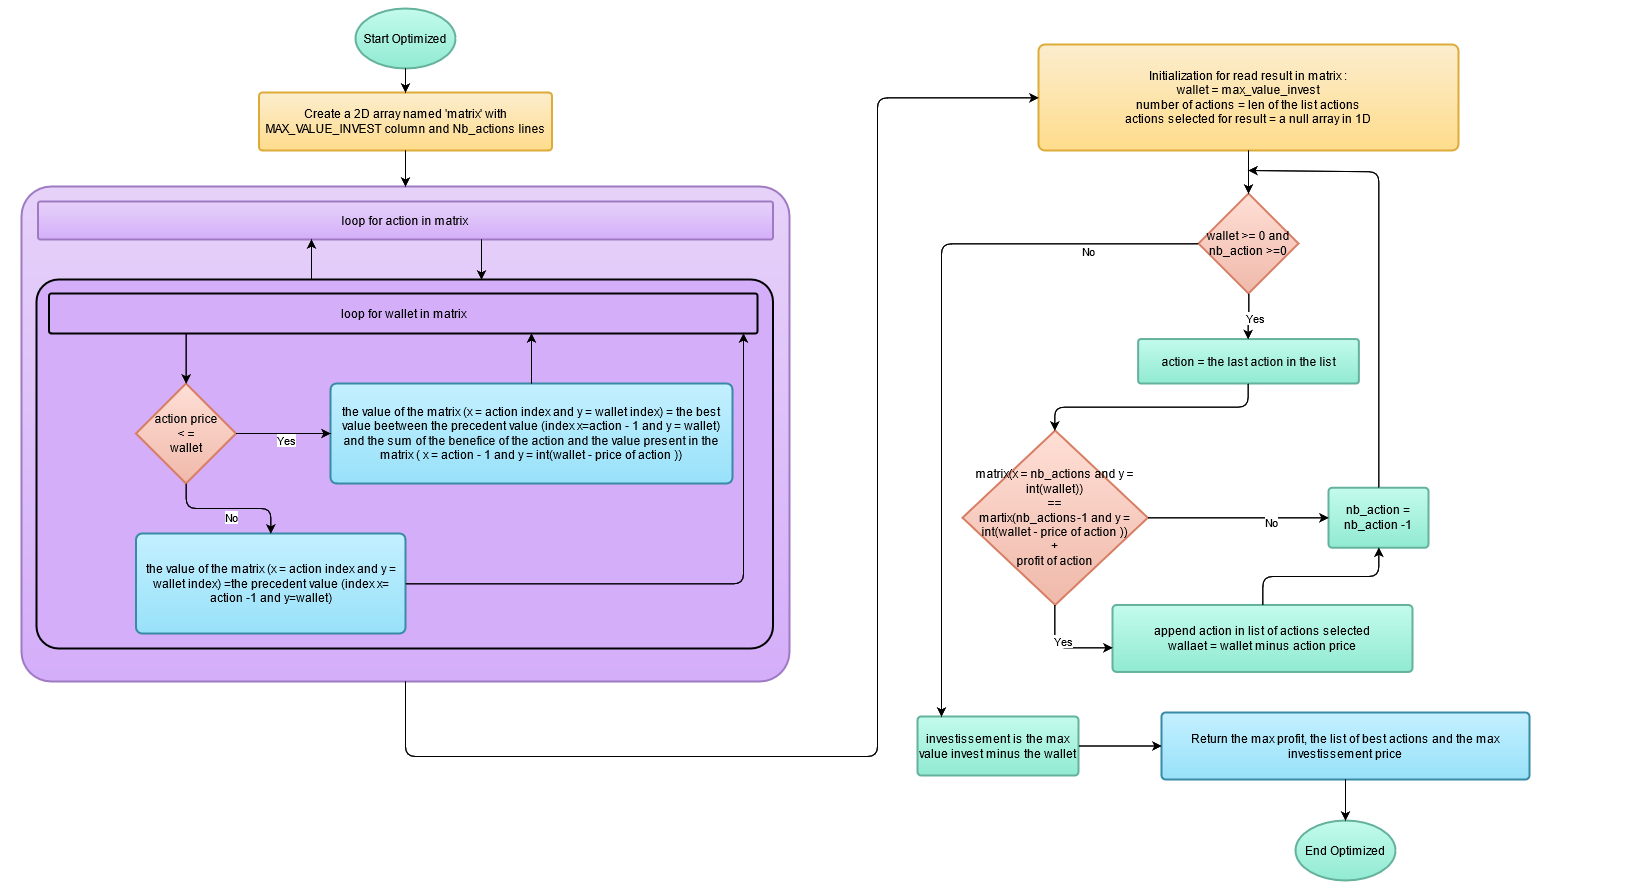 Start Optimized
Create a 2D array named 'matrix' with
MAX_VALUE_INVEST column and Nb_actions lines
loop for action in matrix
loop for wallet in matrix
action price
< =
wallet
Yes
the value of the matrix (x = action index and y = wallet index) = the best
value beetween the precedent value (index x=action - 1 and y = wallet)
and the sum of the benefice of the action and the value present in the
matrix ( x = action - 1 and y = int(wallet - price of action ))
No
the value of the matrix (x = action index and y =
wallet index) =the precedent value (index x=
action -1 and y=wallet)
Initialization for read result in matrix :
wallet = max_value_invest
number of actions = len of the list actions
actions selected for result = a null array in 1D
wallet >= 0 and
nb_action >=0
No
Yes
action = the last action in the list
matrix(x = nb_actions and y =
int(wallet))
==
martix(nb_actions-1 and y =
int(wallet - price of action ))
+
profit of action
No
nb_action =
nb_action -1
Yes
append action in list of actions selected
wallaet = wallet minus action price
investissement is the max
value invest minus the wallet
Return the max profit, the list of best actions and the max
investissement price
End Optimized